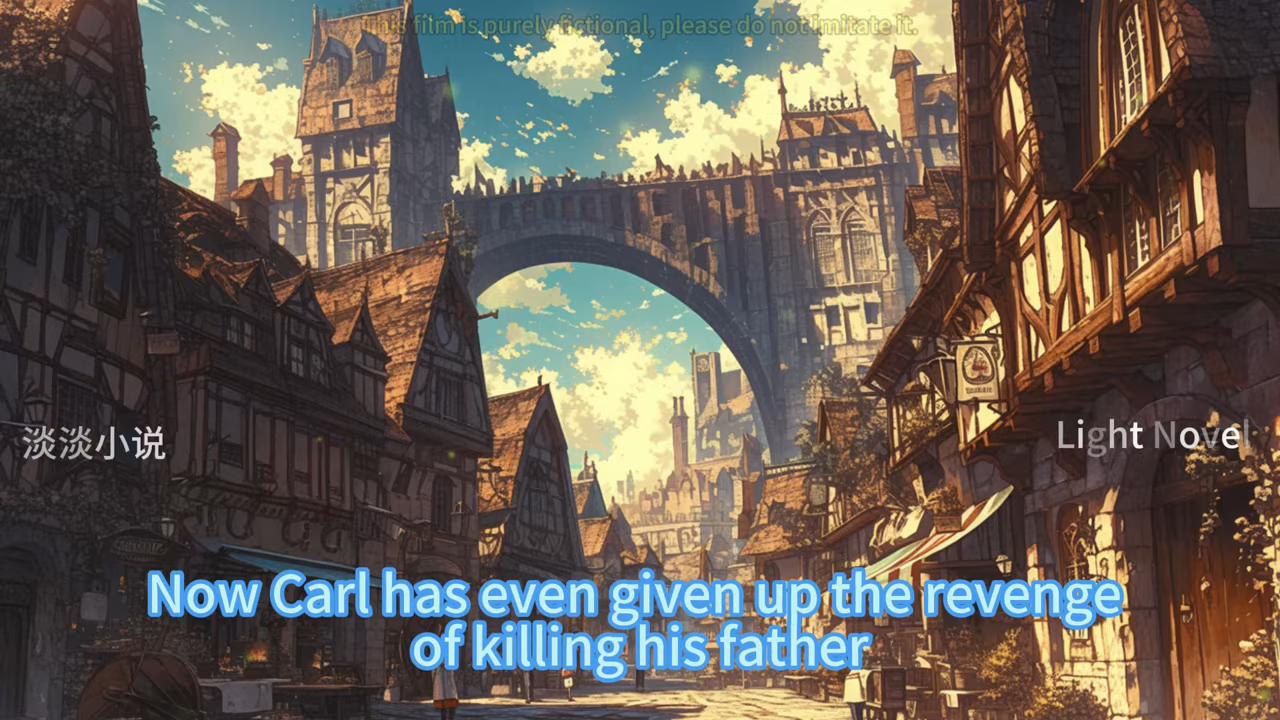 This film is purely fictional, please do not imitate it.
淡淡小说
Light Novel
Now Carl has even given up the revenge
of killing his father